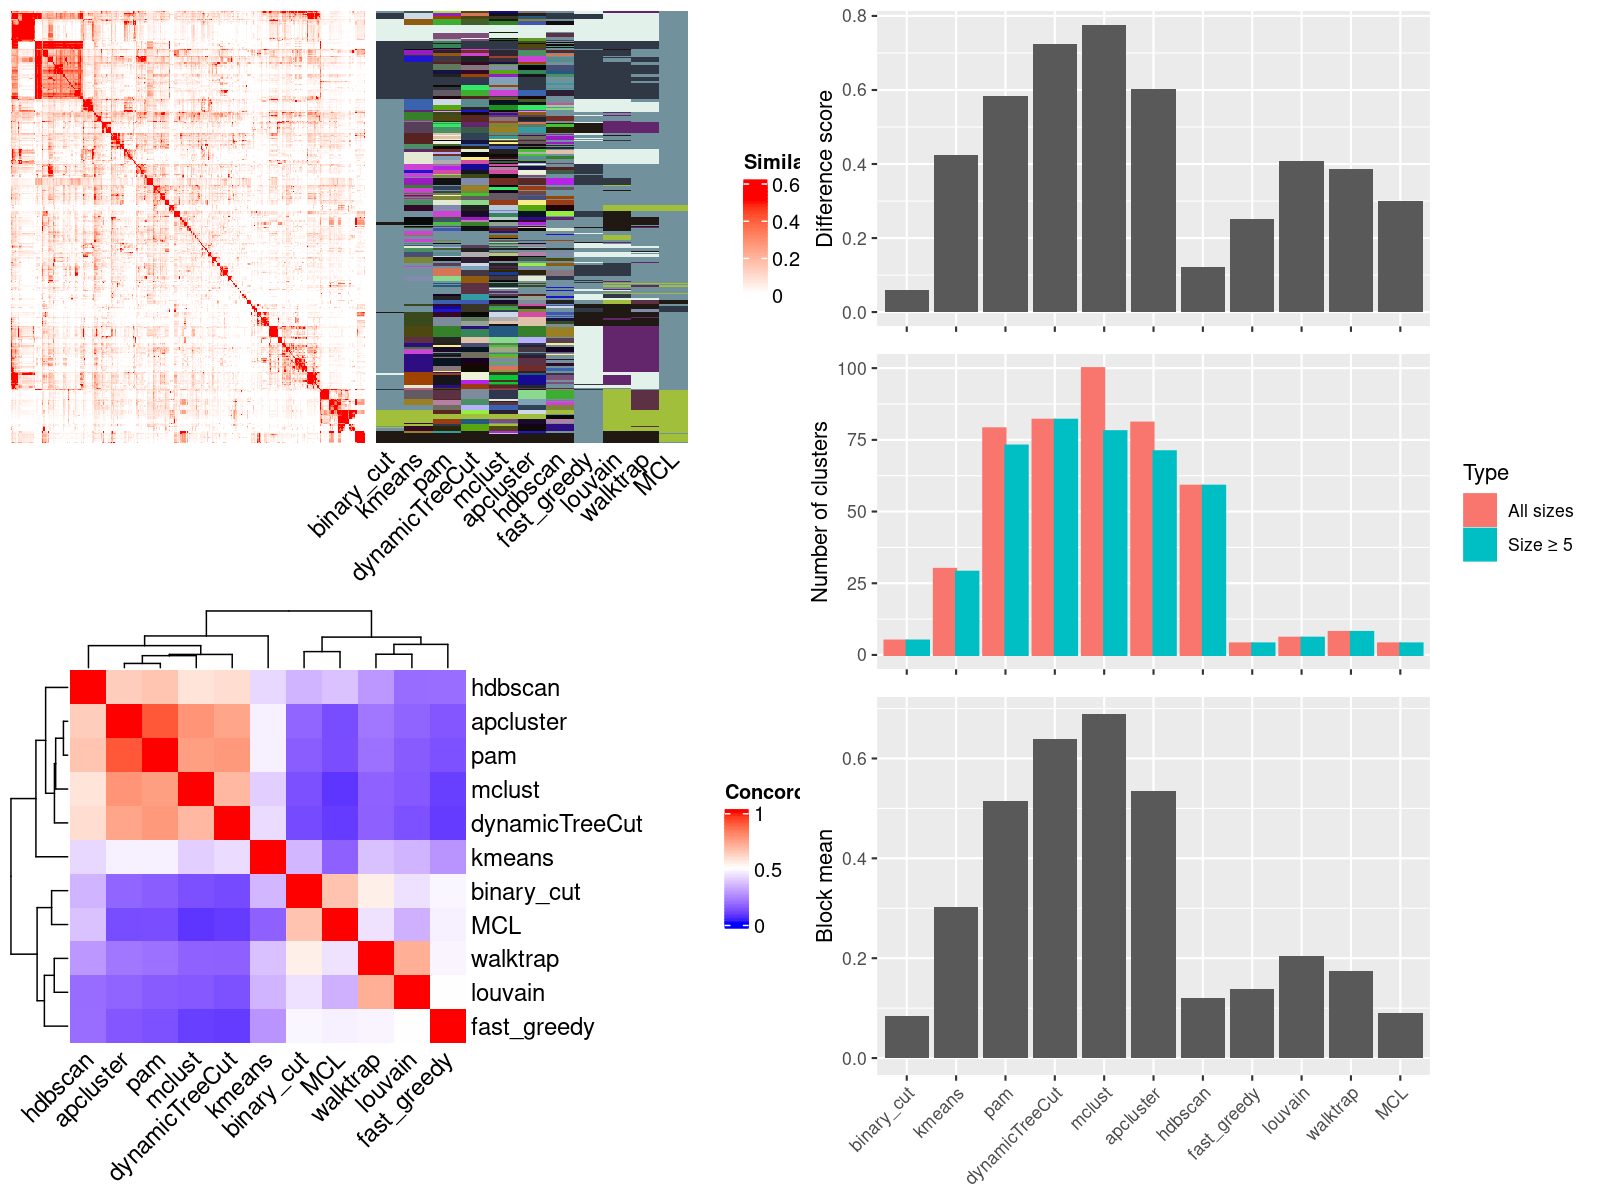 Simila
0.6
0.4
0.2
0
binary_cut
kmeans
pam
dynamicTreeCut
mclust
apcluster
hdbscan
fast_greedy
louvain
walktrap
MCL
hdbscan
apcluster
pam
mclust
dynamicTreeCut
kmeans
binary_cut
MCL
walktrap
louvain
fast_greedy
hdbscan
apcluster
pam
mclust
dynamicTreeCut
kmeans
binary_cut
MCL
walktrap
louvain
fast_greedy
Concord
1
0.5
0
Difference score
0.8
0.6
0.4
0.2
0.0
Number of clusters
100
75
50
25
0
Type
All sizes
Size ≥ 5
Block mean
0.6
0.4
0.2
0.0
binary_cut
kmeans
pam
dynamicTreeCut
mclust
apcluster
hdbscan
fast_greedy
louvain
walktrap
MCL